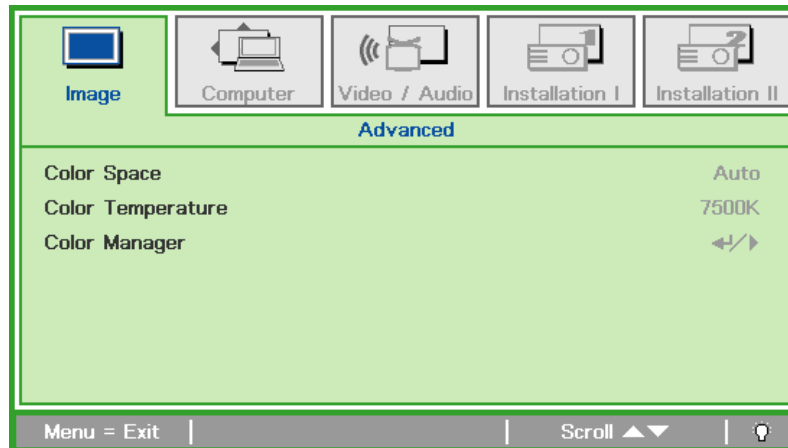 Image
Computer
Video / Audio
Installation I
Installation II
Advanced
Color Space Auto
Color Temperature 7500K
Color Manager
Menu = Exit Scroll